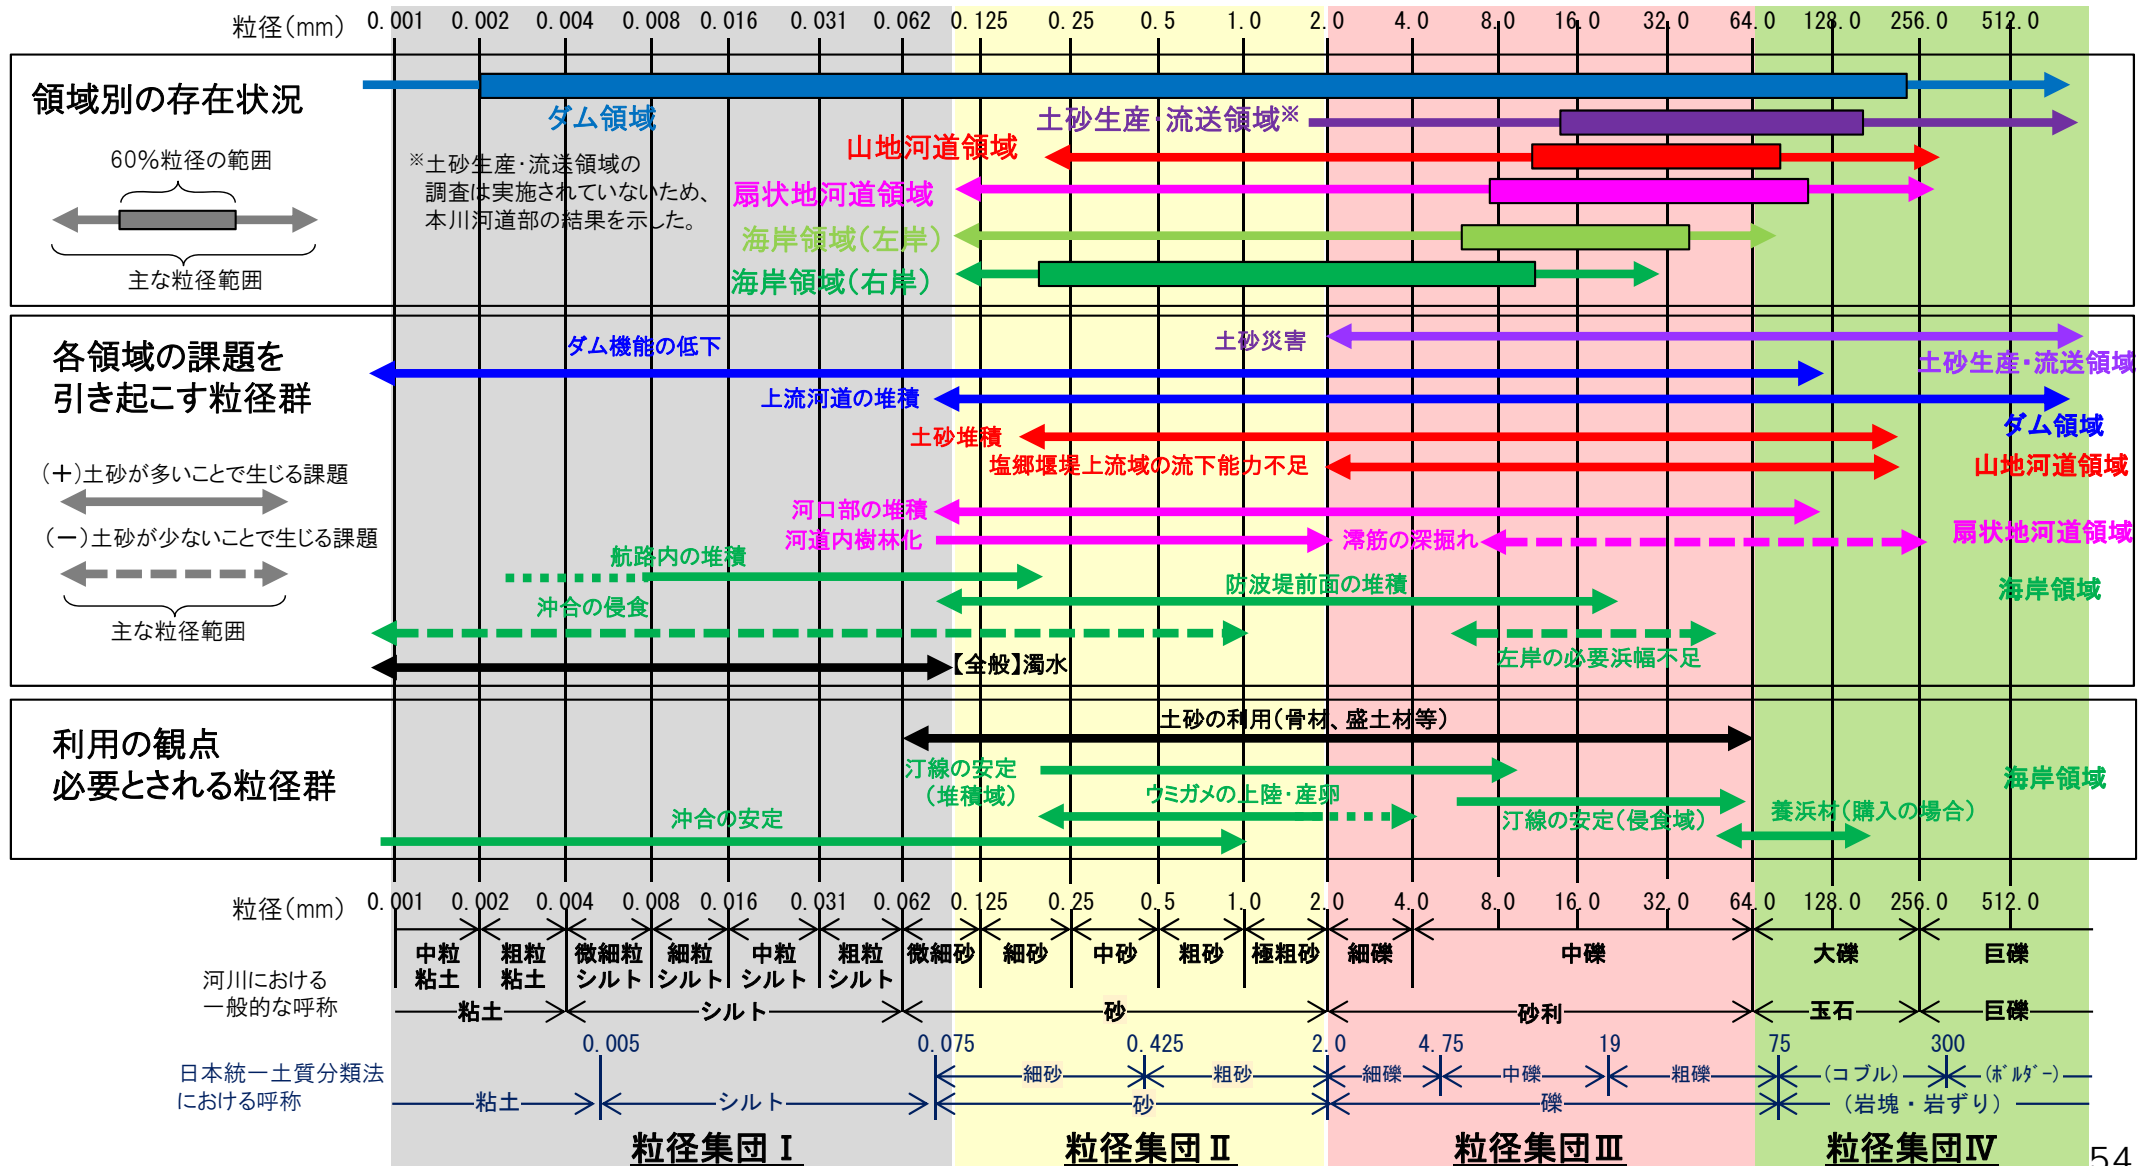 粒径(mm) 0.001 0.002 0.004 0.008 0.016 0.031 0.062 0.125 0.25 0.5 1.0 2.0 4.0 8.0 16.0 32.0 64.0 128.0 256.0 512.0
領域別の存在状況
60%粒径の範囲
主な粒径範囲
ダム領域
土砂生産・流送領域※
※土砂生産・流送領域の
調査は実施されていないため、
本川河道部の結果を示した。
山地河道領域
扇状地河道領域
海岸領域(左岸)
海岸領域(右岸)
各領域の課題を
引き起こす粒径群
(+)土砂が多いことで生じる課題
(-)土砂が少ないことで生じる課題
主な粒径範囲
土砂災害
土砂生産・流送領域
ダム機能の低下
上流河道の堆積
ダム領域
土砂堆積
塩郷堰堤上流域の流下能力不足
山地河道領域
河口部の堆積
河道内樹林化
澪筋の深掘れ
扇状地河道領域
航路内の堆積
防波堤前面の堆積
海岸領域
沖合の侵食
左岸の必要浜幅不足
【全般】濁水
利用の観点
必要とされる粒径群
土砂の利用(骨材、盛土材等)
汀線の安定
(堆積域)
海岸領域
ウミガメの上陸・産卵
沖合の安定
汀線の安定(侵食域)
養浜材(購入の場合)
粒径(mm) 0.001 0.002 0.004 0.008 0.016 0.031 0.062 0.125 0.25 0.5 1.0 2.0 4.0 8.0 16.0 32.0 64.0 128.0 256.0 512.0
河川における
一般的な呼称
中粒 粗粒 微細粒 細粒 中粒 粗粒 微細砂 細砂 中砂 粗砂 極粗砂 細礫 中礫 大礫 巨礫
粘土 粘土 シルト シルト シルト シルト
粘土 シルト 砂 砂利 玉石 巨礫
日本統一土質分類法
における呼称
0.005 0.075 0.425 2.0 4.75 19 75 300
細砂 粗砂 細礫 中礫 粗礫 (コブル) (ボルダー)
粘土 シルト 砂 礫 (岩塊・岩ずり)
粒径集団Ⅰ 粒径集団Ⅱ 粒径集団Ⅲ 粒径集団Ⅳ
54